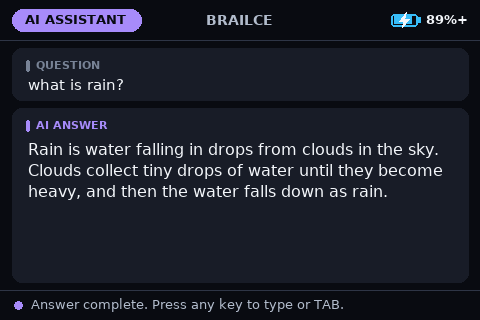 AI ASSISTANT
BRAILCE
89%+
QUESTION
what is rain?
AI ANSWER
Rain is water falling in drops from clouds in the sky.
Clouds collect tiny drops of water until they become
heavy, and then the water falls down as rain.
Answer complete. Press any key to type or TAB.